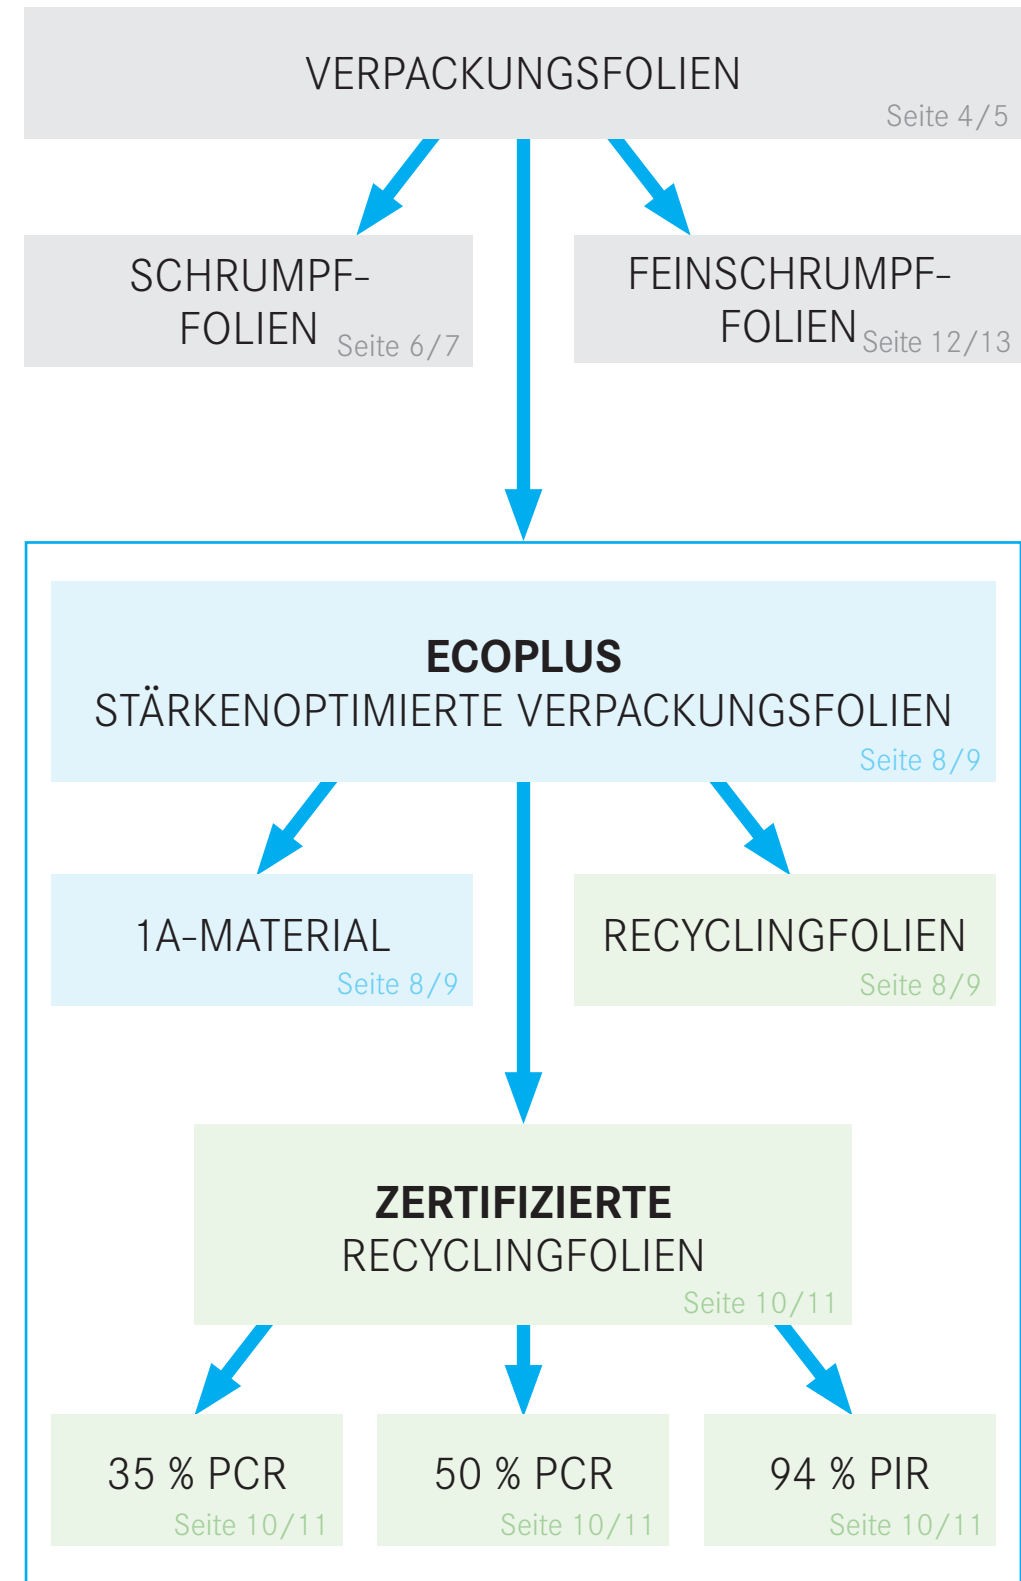 VERPACKUNGSFOLIEN
Seite 4/5
SCHRUMPF-
FOLIEN
Seite 6/7
FEINSCHRUMPF-
FOLIEN
Seite 12/13
ECOPLUS
STÄRKENOPTIMIERTE VERPACKUNGSFOLIEN
Seite 8/9
1A-MATERIAL
Seite 8/9
RECYCLINGFOLIEN
Seite 8/9
ZERTIFIZIERTE
RECYCLINGFOLIEN
Seite 10/11
35 % PCR
Seite 10/11
50 % PCR
Seite 10/11
94 % PIR
Seite 10/11